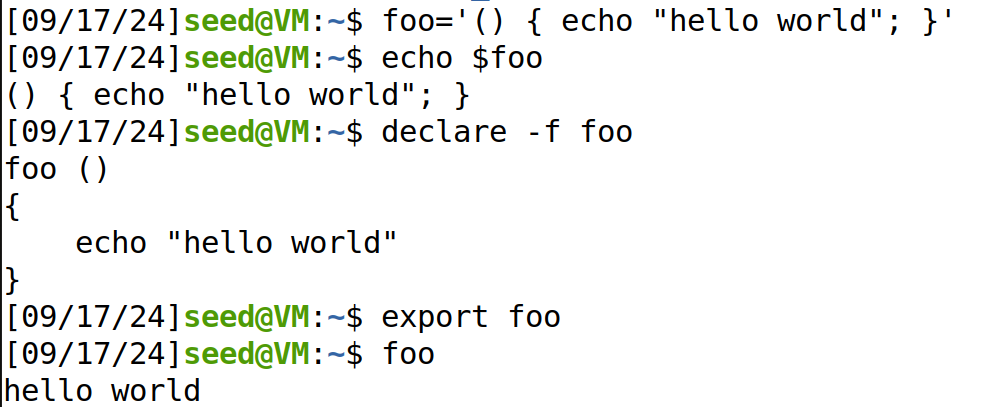 [09/17/24]seed@VM:~$ foo='() { echo "hello world"; }'
[09/17/24]seed@VM:~$ echo $foo
() { echo "hello world"; }
[09/17/24]seed@VM:~$ declare -f foo
foo ()
{
    echo "hello world"
}
[09/17/24]seed@VM:~$ export foo
[09/17/24]seed@VM:~$ foo
hello world